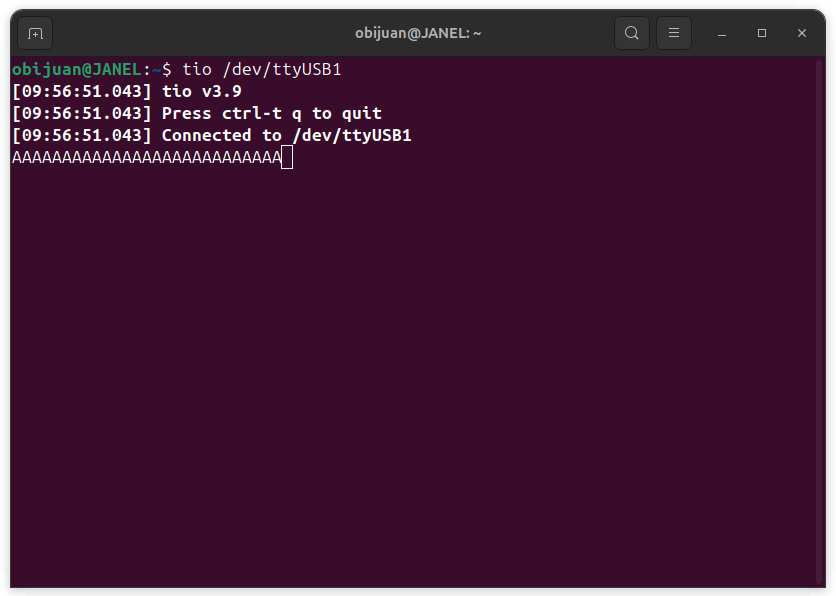 obijuan@JANEL: ~
obijuan@JANEL:~$ tio /dev/ttyUSB1
[09:56:51.043] tio v3.9
[09:56:51.043] Press ctrl-t q to quit
[09:56:51.043] Connected to /dev/ttyUSB1
AAAAAAAAAAAAAAAAAAAAAAAAAAA